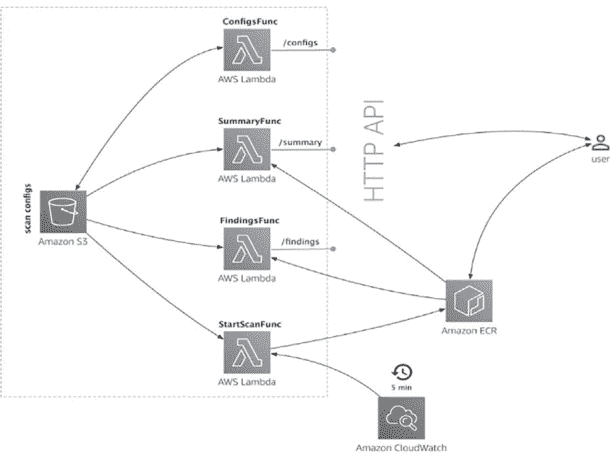 ConfigsFunc
/configs
AWS Lambda
SummaryFunc
/summary
AWS Lambda
HTTP API
user
scan configs
Amazon S3
FindingsFunc
/findings
AWS Lambda
Amazon ECR
StartScanFunc
AWS Lambda
5 min
Amazon CloudWatch